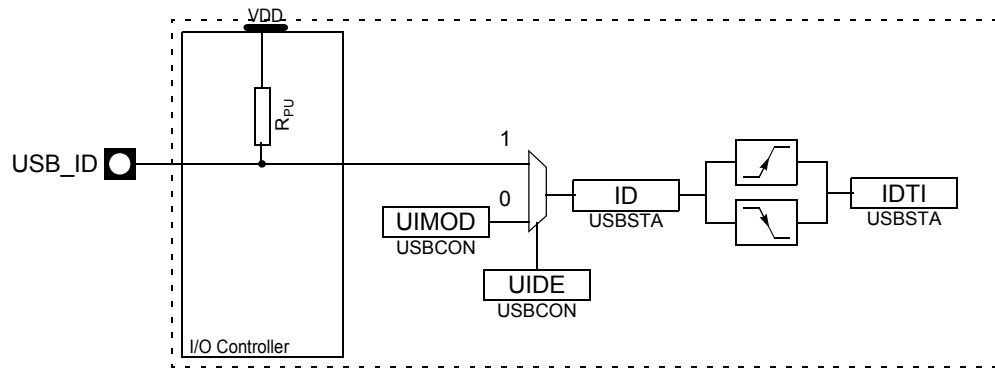 VDD
RPU
USB_ID
1
0
UIMOD
USBCON
UIDE
USBCON
ID
USBSTA
IDTI
USBSTA
I/O Controller